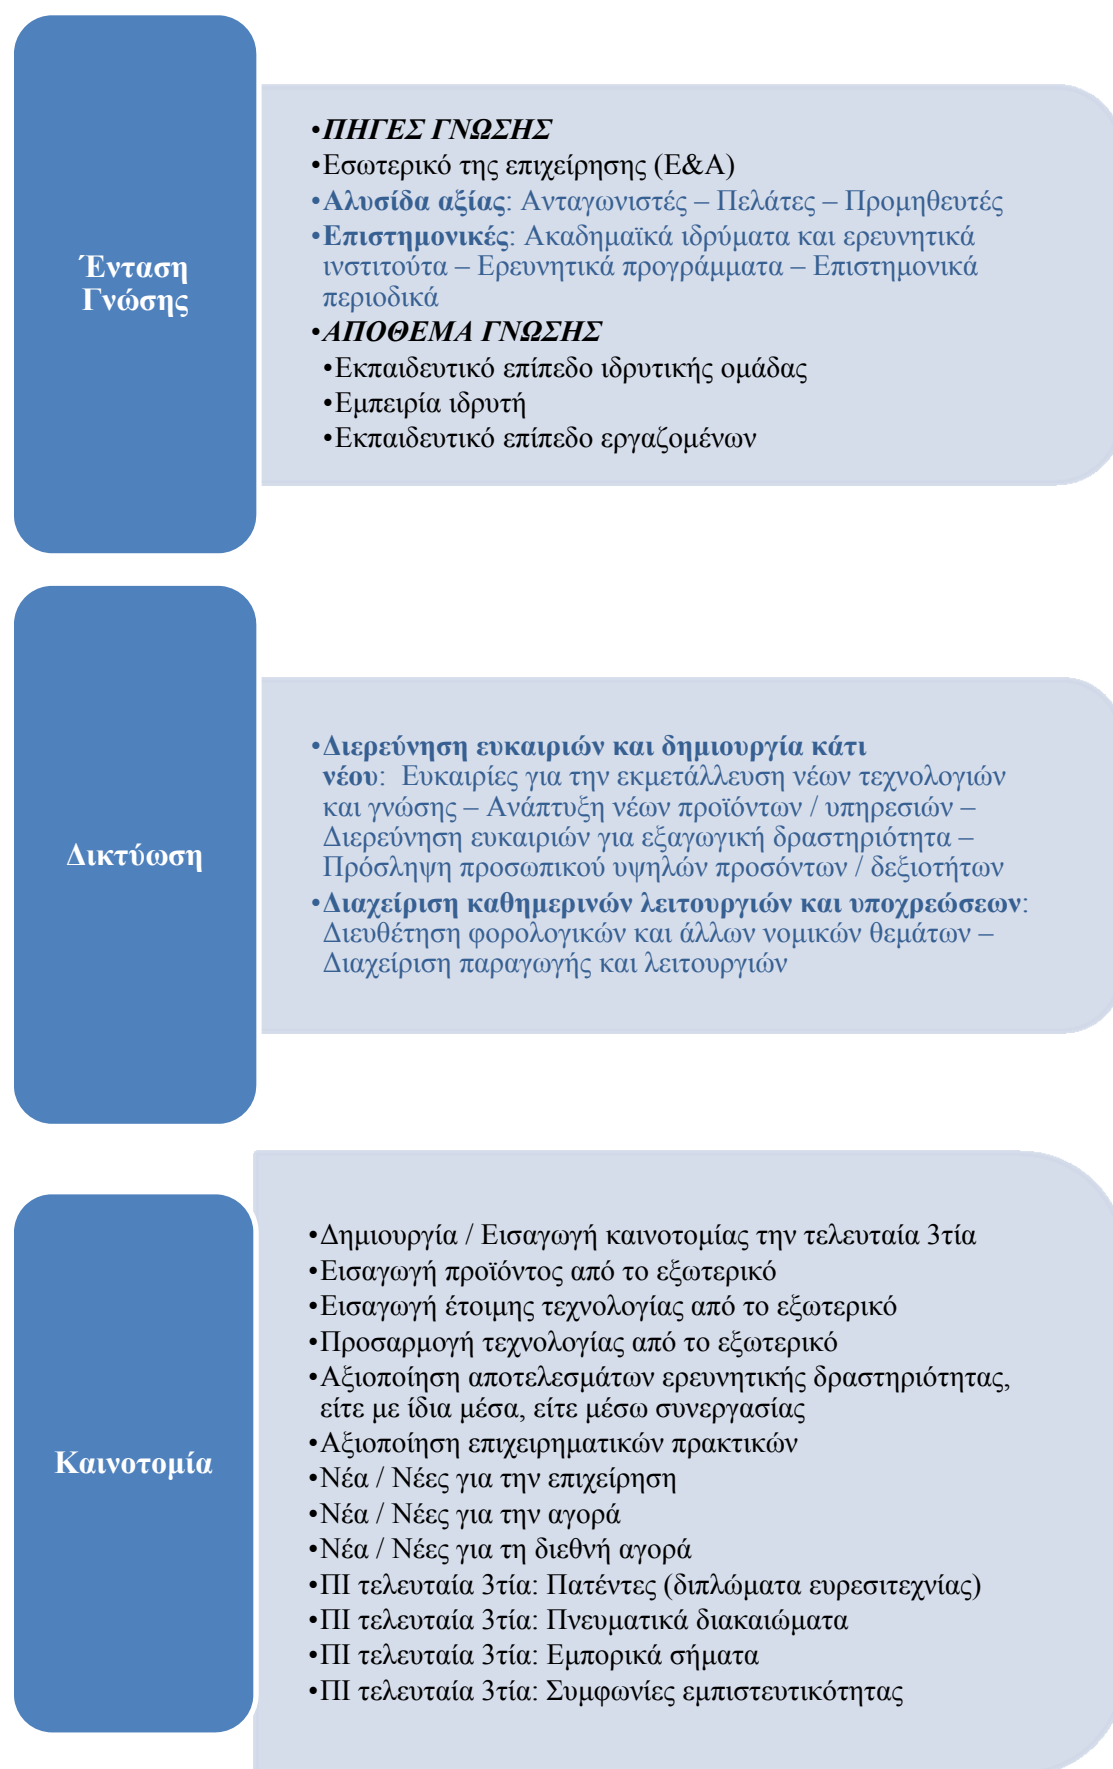 Ένταση
Γνώσης
•ΠΗΓΕΣ ΓΝΩΣΗΣ
•Εσωτερικό της επιχείρησης (Ε&Α)
•Αλυσίδα αξίας: Ανταγωνιστές – Πελάτες – Προμηθευτές
•Επιστημονικές: Ακαδημαϊκά ιδρύματα και ερευνητικά
ινστιτούτα – Ερευνητικά προγράμματα – Επιστημονικά
περιοδικά
•ΑΠΟΘΕΜΑ ΓΝΩΣΗΣ
•Εκπαιδευτικό επίπεδο ιδρυτικής ομάδας
•Εμπειρία ιδρυτή
•Εκπαιδευτικό επίπεδο εργαζομένων
Δικτύωση
•Διερεύνηση ευκαιριών και δημιουργία κάτι
νέου: Ευκαιρίες για την εκμετάλλευση νέων τεχνολογιών
και γνώσης – Ανάπτυξη νέων προϊόντων / υπηρεσιών –
Διερεύνηση ευκαιριών για εξαγωγική δραστηριότητα –
Πρόσληψη προσωπικού υψηλών προσόντων / δεξιοτήτων
•Διαχείριση καθημερινών λειτουργιών και υποχρεώσεων:
Διευθέτηση φορολογικών και άλλων νομικών θεμάτων –
Διαχείριση παραγωγής και λειτουργιών
Καινοτομία
•Δημιουργία / Εισαγωγή καινοτομίας την τελευταία 3τία
•Εισαγωγή προϊόντος από το εξωτερικό
•Εισαγωγή έτοιμης τεχνολογίας από το εξωτερικό
•Προσαρμογή τεχνολογίας από το εξωτερικό
•Αξιοποίηση αποτελεσμάτων ερευνητικής δραστηριότητας,
είτε με ίδια μέσα, είτε μέσω συνεργασίας
•Αξιοποίηση επιχειρηματικών πρακτικών
•Νέα / Νέες για την επιχείρηση
•Νέα / Νέες για την αγορά
•Νέα / Νέες για τη διεθνή αγορά
•ΠΙ τελευταία 3τία: Πατέντες (διπλώματα ευρεσιτεχνίας)
•ΠΙ τελευταία 3τία: Πνευματικά διακαιώματα
•ΠΙ τελευταία 3τία: Εμπορικά σήματα
•ΠΙ τελευταία 3τία: Συμφωνίες εμπιστευτικότητας